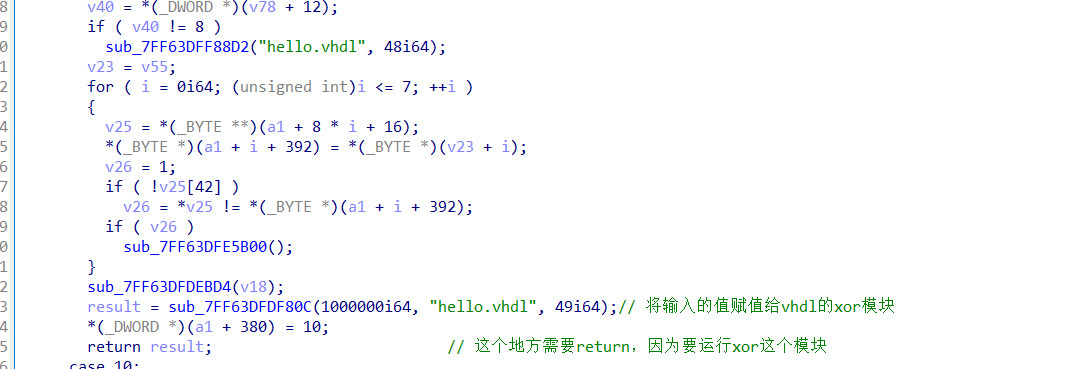 8 v40 = *(_DWORD *)(v78 + 12);
9 if ( v40 != 8 )
0 sub_7FF63DFF88D2("hello.vhdl", 48i64);
1 v23 = v55;
2 for ( i = 0i64; (unsigned int)i <= 7; ++i )
3 {
4 v25 = *(_BYTE **)(a1 + 8 * i + 16);
5 *(_BYTE *)(a1 + i + 392) = *(_BYTE *)(v23 + i);
6 v26 = 1;
7 if ( !v25[42] )
8 v26 = *v25 != *(_BYTE *)(a1 + i + 392);
9 if ( v26 )
0 sub_7FF63DFE5B00();
1 }
2 sub_7FF63DFDEBD4(v18);
3 result = sub_7FF63DFDF80C(1000000i64, "hello.vhdl", 49i64);// 将输入的值赋值给vhdl的xor模块
4 *(_DWORD *)(a1 + 380) = 10;
5 return result; // 这个地方需要return，因为要运行xor这个模块
6 case 10: